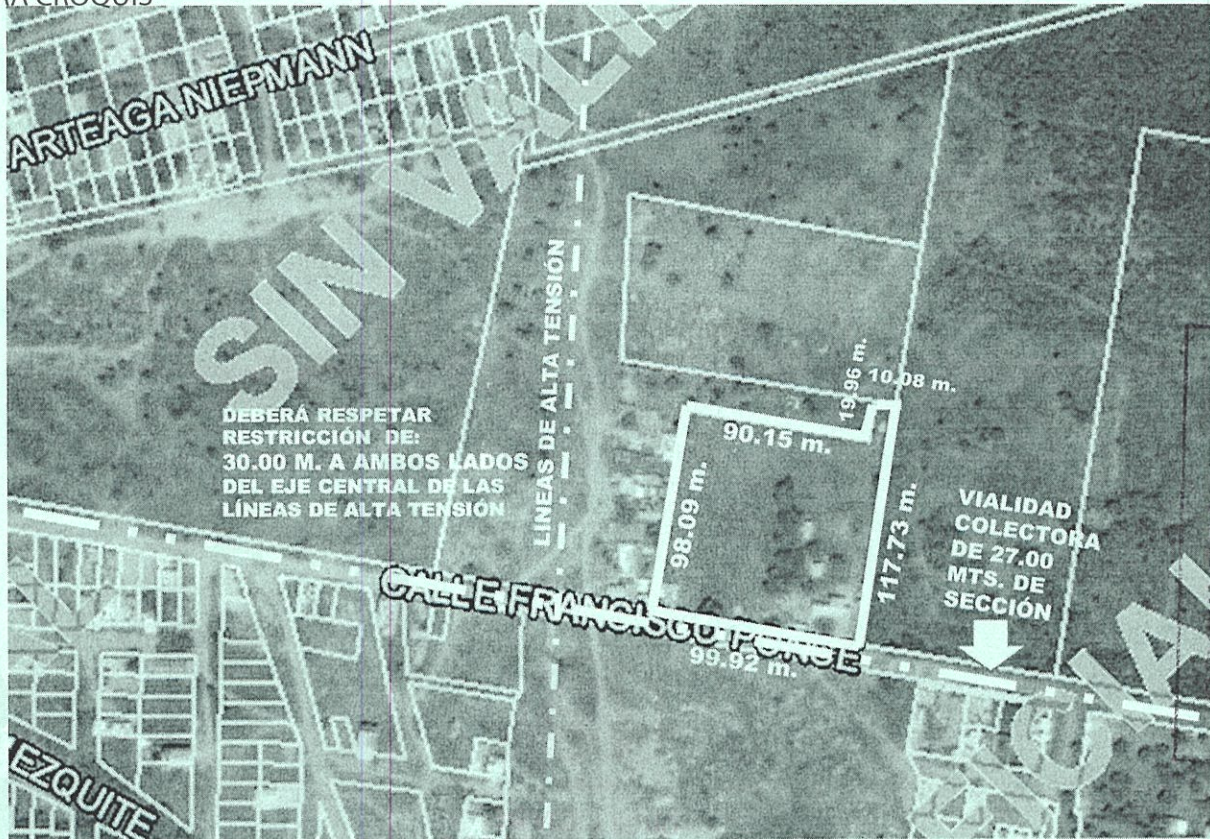 CROQUIS
ARTEAGA NIEPMANN
SIN VALI
LÍNEAS DE ALTA TENSIÓN
19.96 m.
10.08 m.
90.15 m.
98.09 m.
117.73 m.
99.92 m.
DEBERÁ RESPETAR
RESTRICCIÓN DE:
30.00 M. A AMBOS LADOS
DEL EJE CENTRAL DE LAS
LÍNEAS DE ALTA TENSIÓN
VIALIDAD
COLECTORA
DE 27.00
MTS. DE
SECCIÓN
CALLE FRANCISCO PONCE
EZQUITE